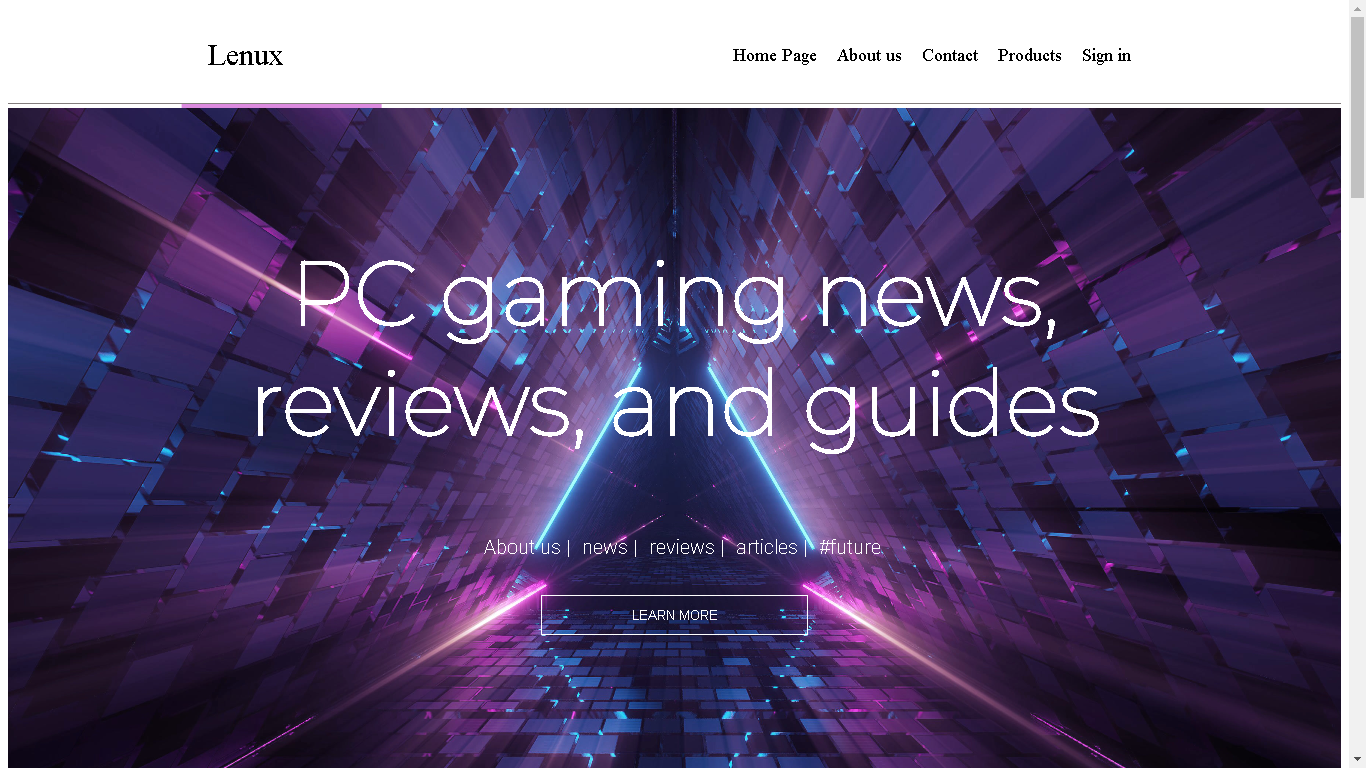 Lenux
Home Page About us Contact Products Sign in
PC gaming news,
reviews, and guides
About us | news | reviews | articles | #future
LEARN MORE